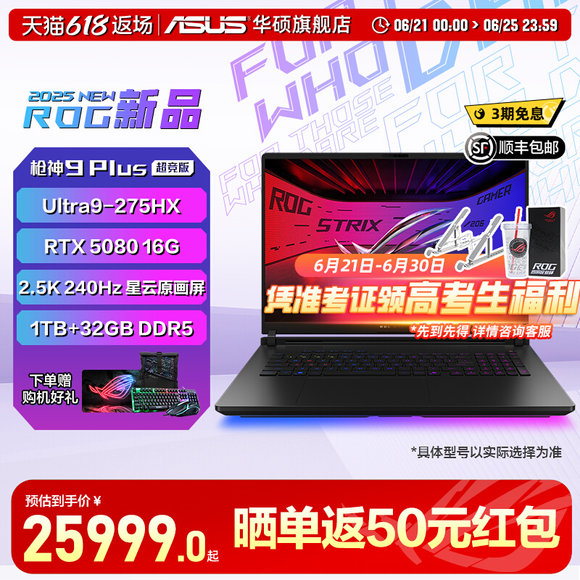 天猫618返场 ASUS 华硕旗舰店
06/21 00:00 06/25 23:59
2025 NEW
ROG新品
枪神9 Plus 超竞版
Ultra9-275HX
RTX 5080 16G
2.5K 240Hz 星云原画屏
1TB+32GB DDR5
下单赠
购机好礼
FOR THOSE WHO DARE
3期免息
SF 顺丰包邮
ROG
STRIX
GAMER
/206
ROG
6月21日-6月30日
凭准考证领高考生福利
*先到先得,详情咨询客服
*具体型号以实际选择为准
预估到手价¥
25999.0起
晒单返50元红包